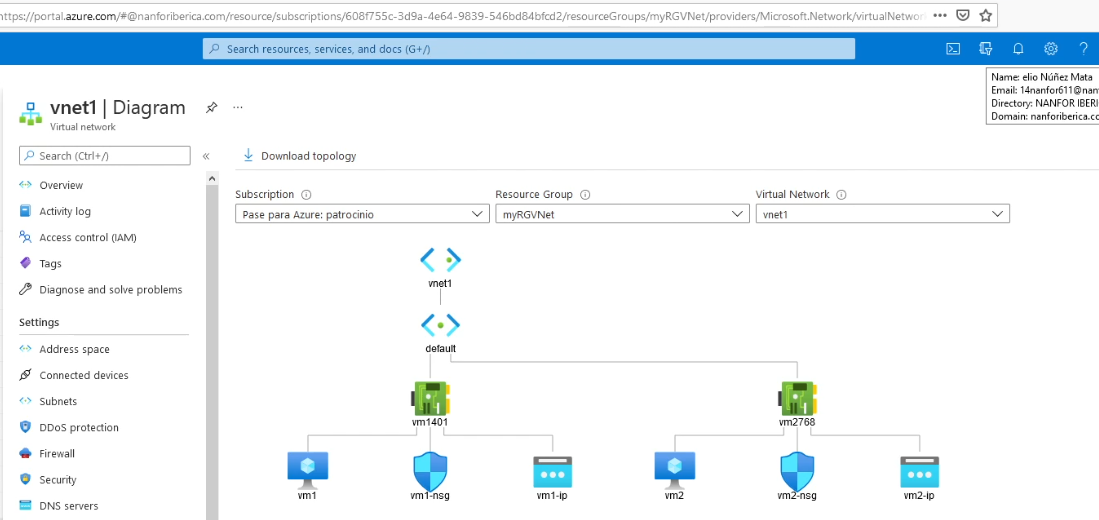 https://portal.azure.com/#@nanforiberica.com/resource/subscriptions/608f755c-3d9a-4e64-9839-546bd84bfcd2/resourceGroups/myRGVNet/providers/Microsoft.Network/virtualNetwor
Search resources, services, and docs (G+/)
Name: elio Núñez Mata
Email: 14nanfor611@nanf
Directory: NANFOR IBERI
Domain: nanforiberica.co
vnet1 | Diagram
Virtual network
Search (Ctrl+/)
Overview
Activity log
Access control (IAM)
Tags
Diagnose and solve problems
Settings
Address space
Connected devices
Subnets
DDoS protection
Firewall
Security
DNS servers
Download topology
Subscription
Resource Group
Virtual Network
Pase para Azure: patrocinio
myRGVNet
vnet1
vnet1
default
vm1401
vm2768
vm1
vm1-nsg
vm1-ip
vm2
vm2-nsg
vm2-ip